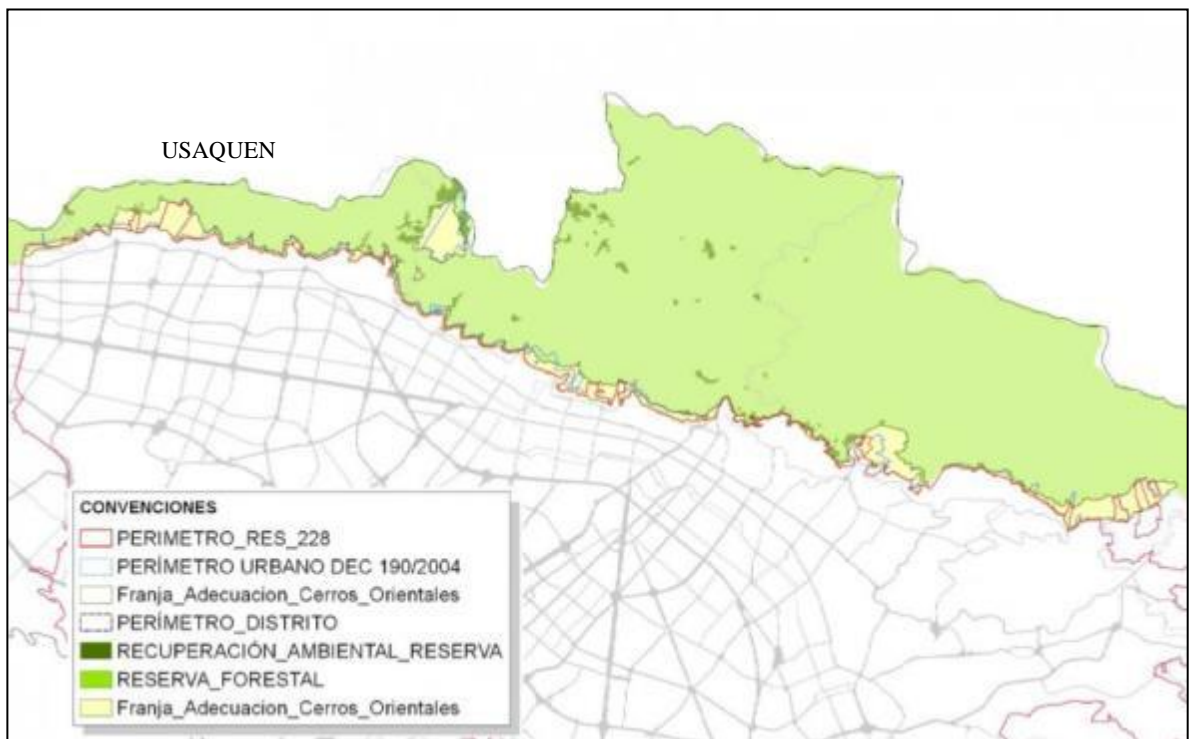 USAQUEN
CONVENCIONES
PERIMETRO_RES_228
PERÍMETRO URBANO DEC 190/2004
Franja_Adecuacion_Cerros_Orientales
PERÍMETRO_DISTRITO
RECUPERACIÓN_AMBIENTAL_RESERVA
RESERVA_FORESTAL
Franja_Adecuacion_Cerros_Orientales